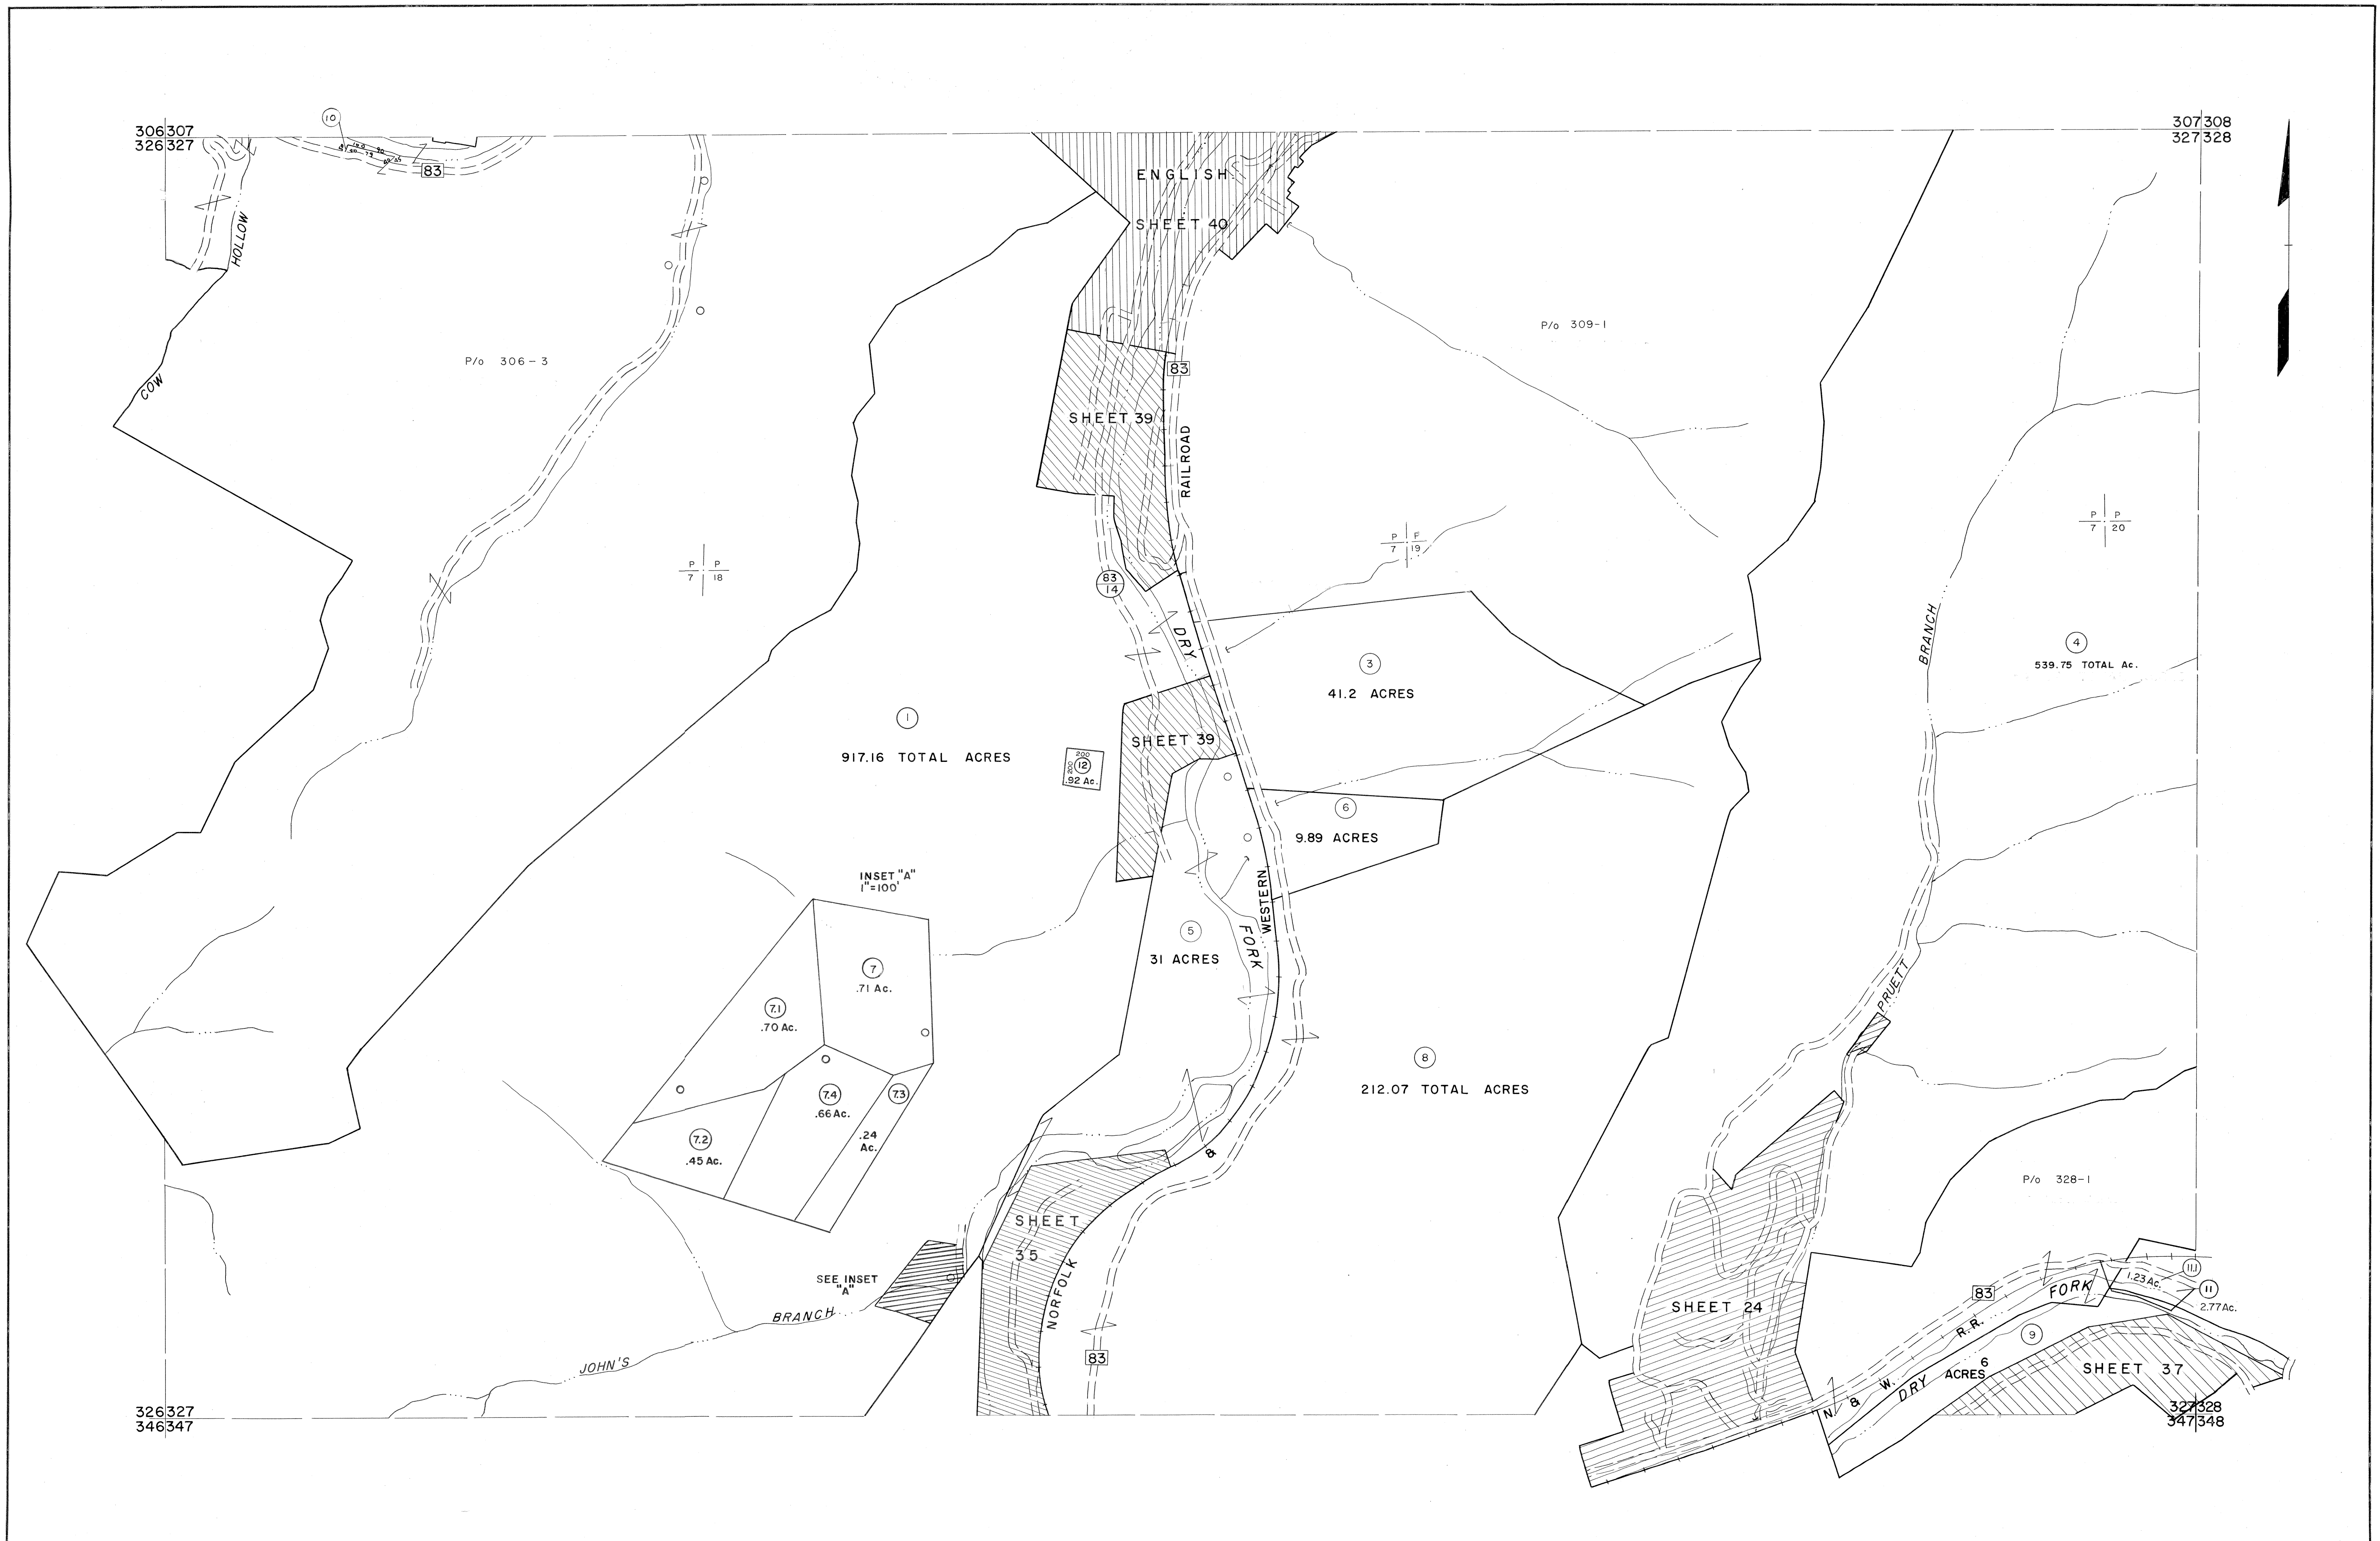 306 307
326 327
10
83
307 308
327 328
ENGLISH
SHEET 40
HOLLOW
COW
P/o 306-3
P/o 309-1
83
SHEET 39
RAILROAD
P P
7 18
P F
7 19
P P
7 20
83
14
DRY
BRANCH
3
41.2 ACRES
4
539.75 TOTAL Ac.
1
917.16 TOTAL ACRES
SHEET 39
200
200
12
.92 Ac.
6
9.89 ACRES
INSET "A"
1"=100'
WESTERN
FORK
5
31 ACRES
7
.71 Ac.
7.1
.70 Ac.
PRUETT
8
212.07 TOTAL ACRES
7.4
.66 Ac.
7.3
.24
Ac.
7.2
.45 Ac.
&
P/o 328-1
SHEET
35
NORFOLK
SEE INSET
"A"
BRANCH
JOHN'S
83
SHEET 24
83
FORK
1.23 Ac.
11.1
11
2.77 Ac.
R.R.
9
6
ACRES
SHEET 37
DRY
N. & W.
326 327
346 347
327 328
347 348